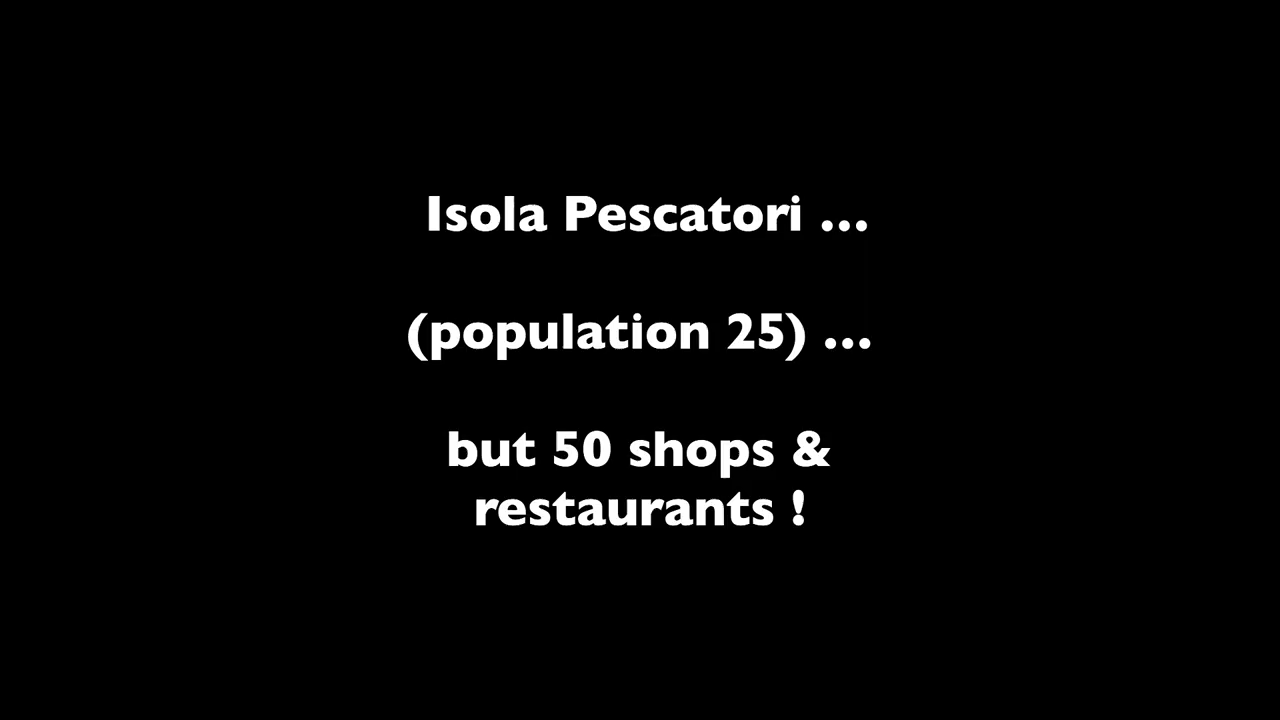 Isola Pescatori ...
(population 25) ...
but 50 shops &
restaurants !